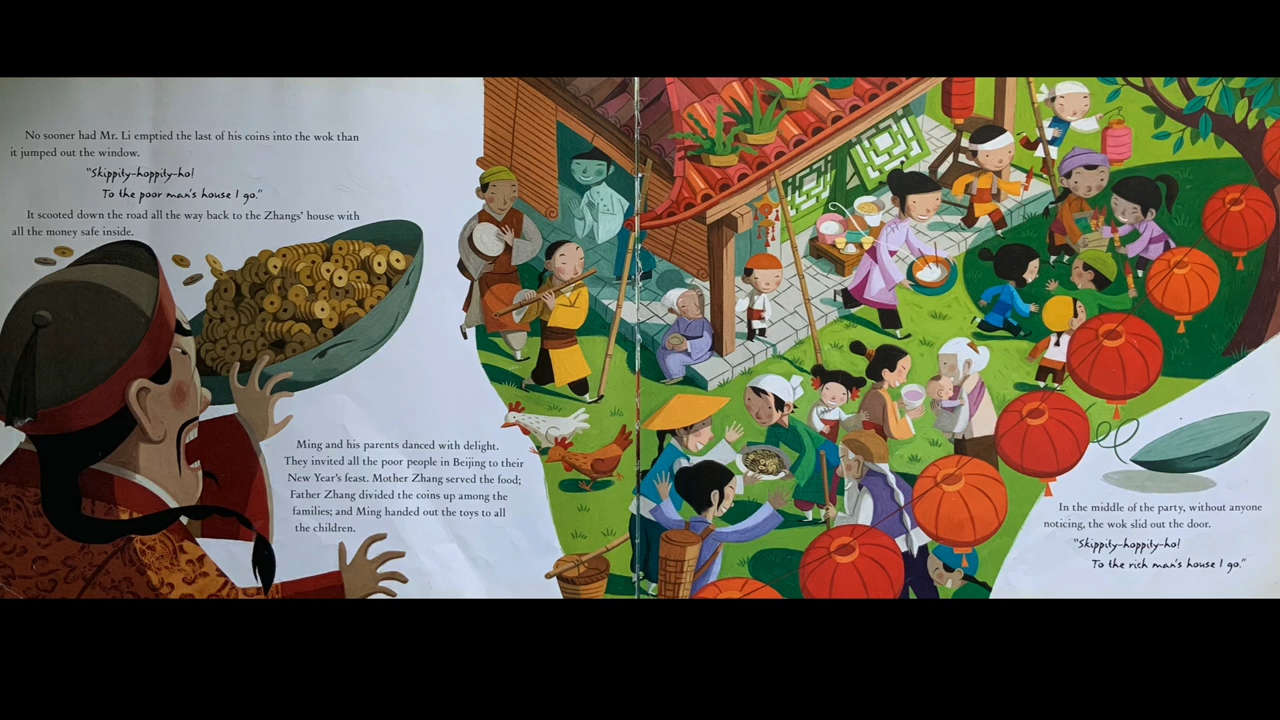 No sooner had Mr. Li emptied the last of his coins into the wok than
it jumped out the window.
"Skippity-hoppity-ho!
To the poor man's house I go."
It scooted down the road all the way back to the Zhangs' house with
all the money safe inside.
Ming and his parents danced with delight.
They invited all the poor people in Beijing to their
New Year's feast. Mother Zhang served the food;
Father Zhang divided the coins up among the
families; and Ming handed out the toys to all
the children.
In the middle of the party, without anyone
noticing, the wok slid out the door.
"Skippity-hoppity-ho!
To the rich man's house I go."